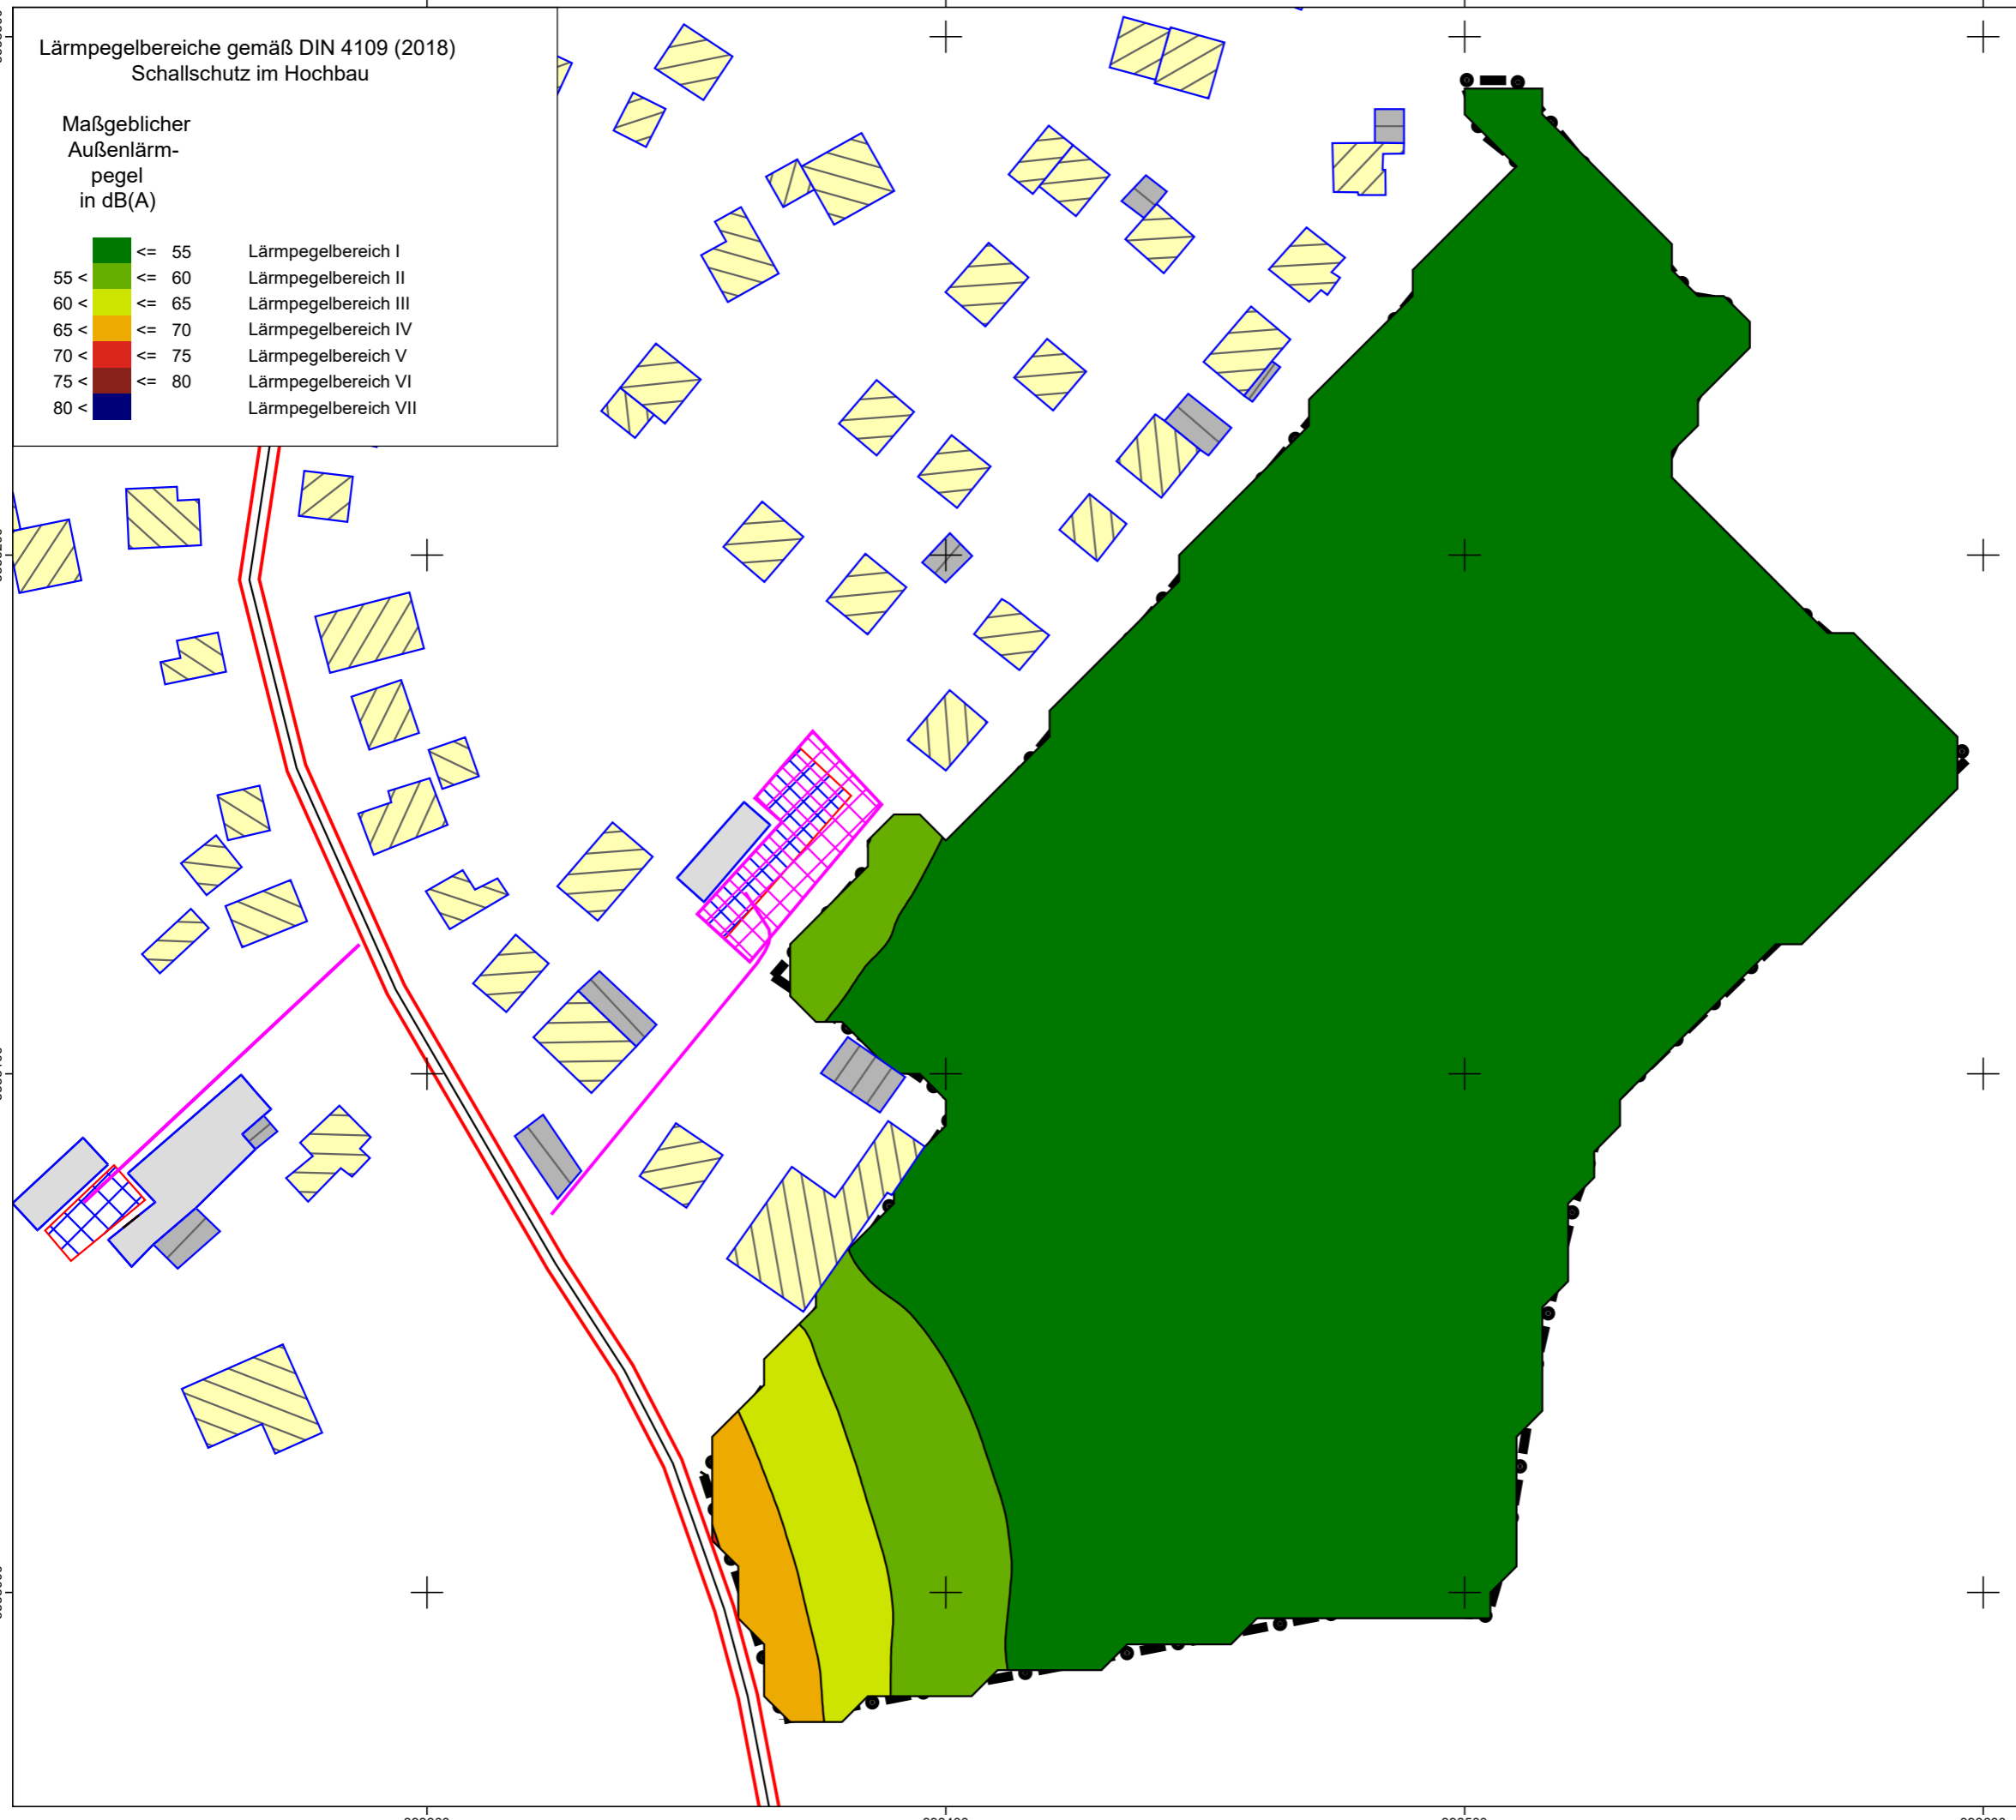 Lärmpegelbereiche gemäß DIN 4109 (2018)
Schallschutz im Hochbau
Maßgeblicher
Außenlärm-
pegel
in dB(A)
<= 55 Lärmpegelbereich I
55 < <= 60 Lärmpegelbereich II
60 < <= 65 Lärmpegelbereich III
65 < <= 70 Lärmpegelbereich IV
70 < <= 75 Lärmpegelbereich V
75 < <= 80 Lärmpegelbereich VI
80 < Lärmpegelbereich VII